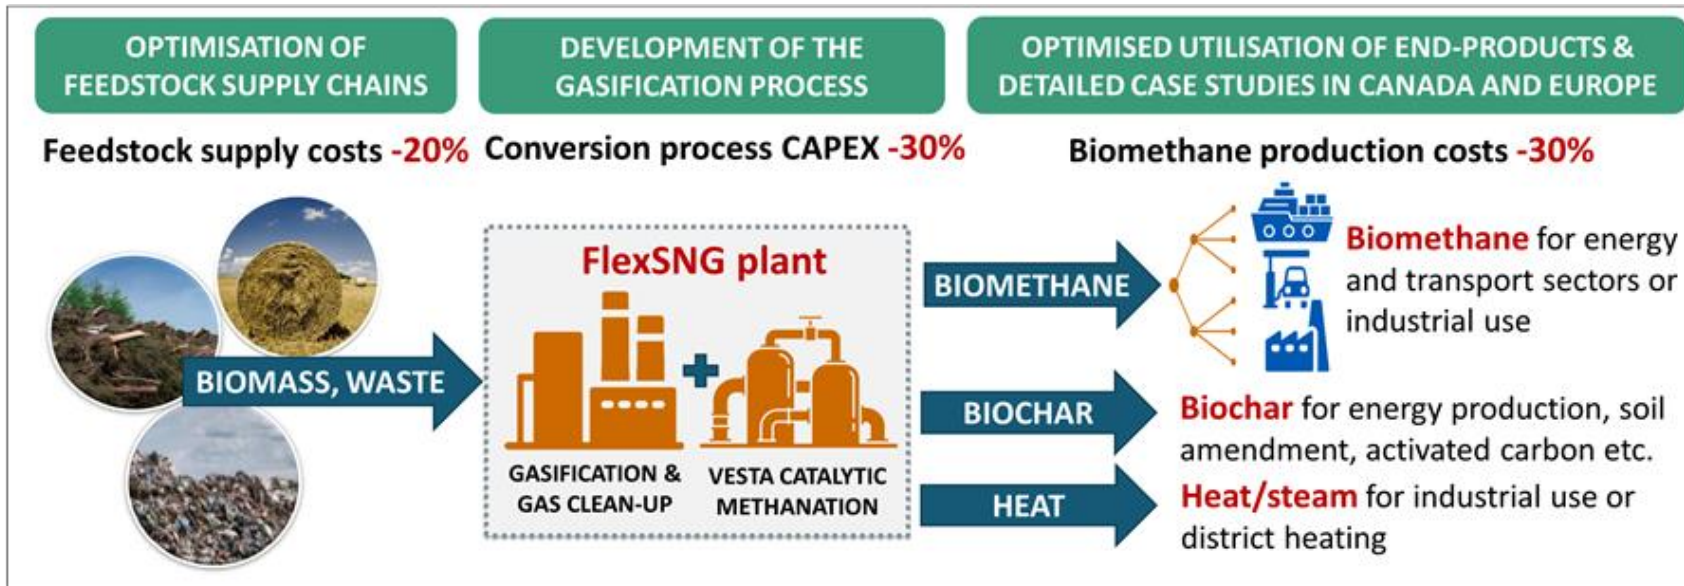 OPTIMISATION OF
FEEDSTOCK SUPPLY CHAINS
DEVELOPMENT OF THE
GASIFICATION PROCESS
OPTIMISED UTILISATION OF END-PRODUCTS &
DETAILED CASE STUDIES IN CANADA AND EUROPE
Feedstock supply costs -20%
Conversion process CAPEX -30%
Biomethane production costs -30%
BIOMASS, WASTE
FlexSNG plant
GASIFICATION &
GAS CLEAN-UP
VESTA CATALYTIC
METHANATION
BIOMETHANE
Biomethane for energy
and transport sectors or
industrial use
BIOCHAR
Biochar for energy production, soil
amendment, activated carbon etc.
HEAT
Heat/steam for industrial use or
district heating